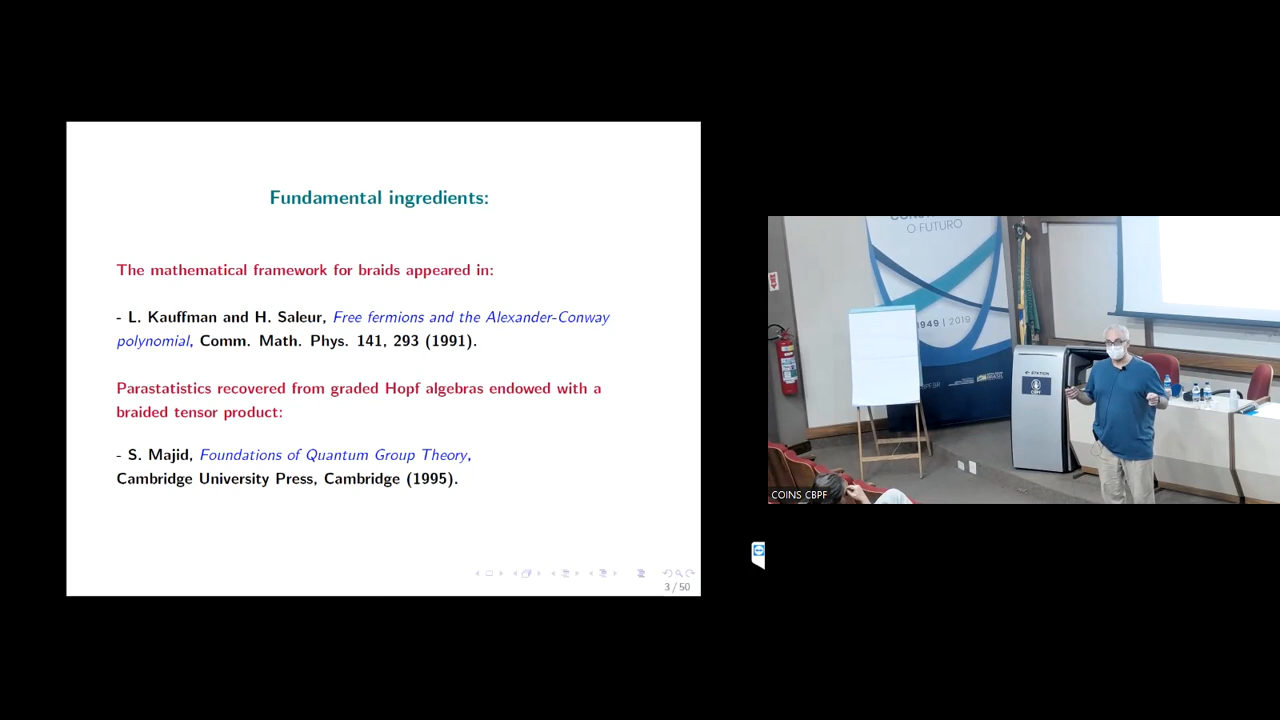 Fundamental ingredients:
The mathematical framework for braids appeared in:
- L. Kauffman and H. Saleur, Free fermions and the Alexander-Conway
polynomial, Comm. Math. Phys. 141, 293 (1991).
Parastatistics recovered from graded Hopf algebras endowed with a
braided tensor product:
- S. Majid, Foundations of Quantum Group Theory,
Cambridge University Press, Cambridge (1995).
3 / 50
O FUTURO
1949 | 2019
COINS CBPF